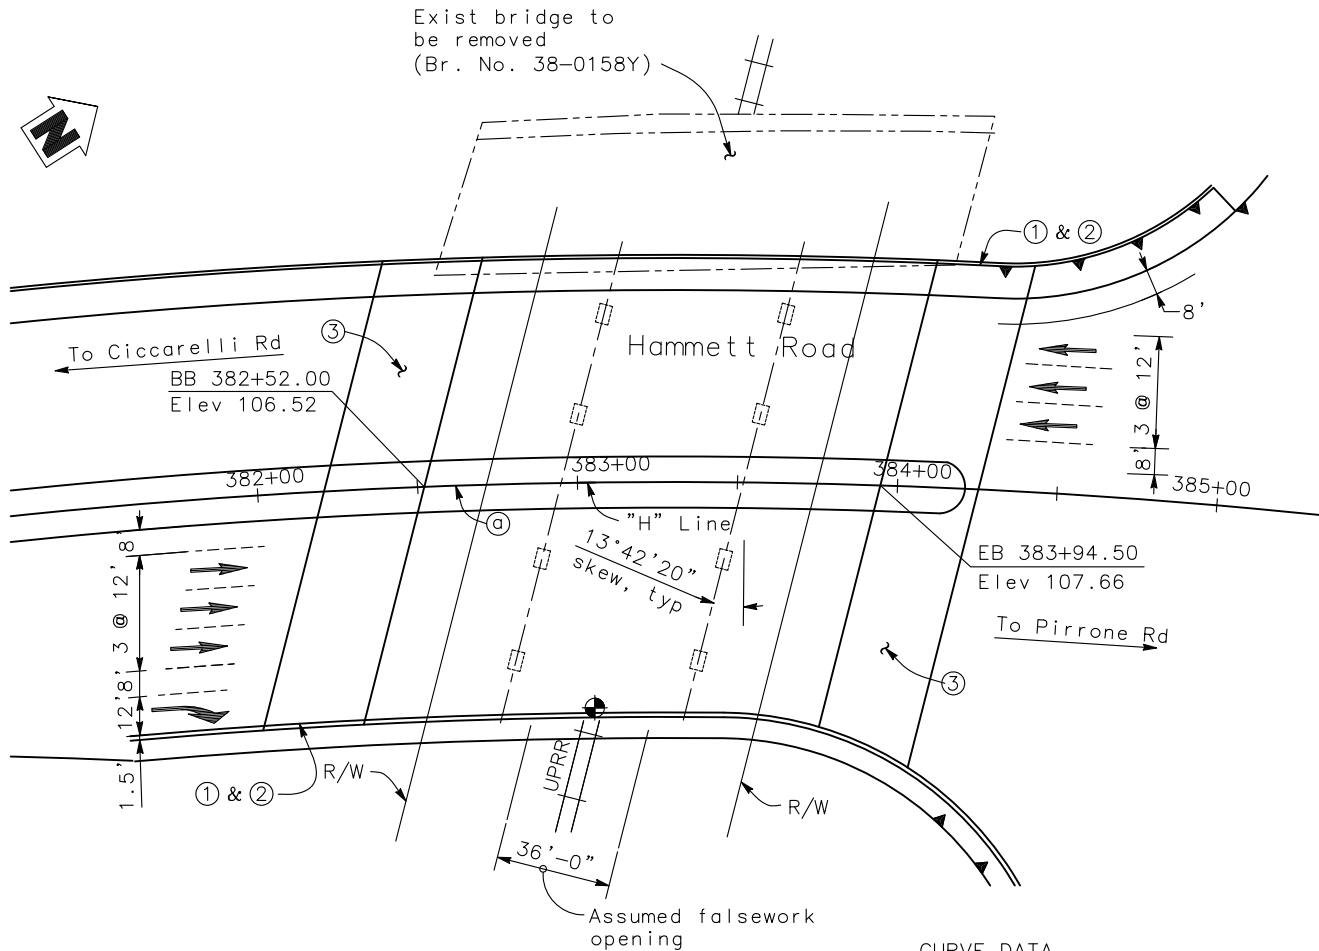 Exist bridge to
be removed
(Br. No. 38-0158Y)
N
1 & 2
8'
3
Hammett Road
To Ciccarelli Rd
BB 382+52.00
Elev 106.52
3 @ 12'
8'
382+00
383+00
384+00
385+00
a
"H" Line
13°42'20"
skew, typ
EB 383+94.50
Elev 107.66
To Pirrone Rd
8'
3 @ 12'
8'
12'
1.5'
3
1 & 2
R/W
UPRR
R/W
36'-0"
Assumed falsework
opening
CURVE DATA